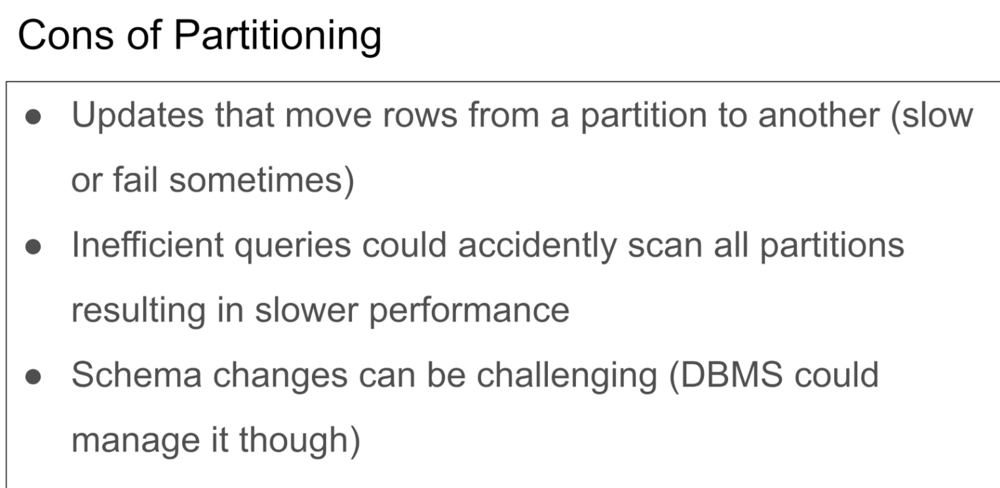 Cons of Partitioning
● Updates that move rows from a partition to another (slow
or fail sometimes)
● Inefficient queries could accidently scan all partitions
resulting in slower performance
● Schema changes can be challenging (DBMS could
manage it though)